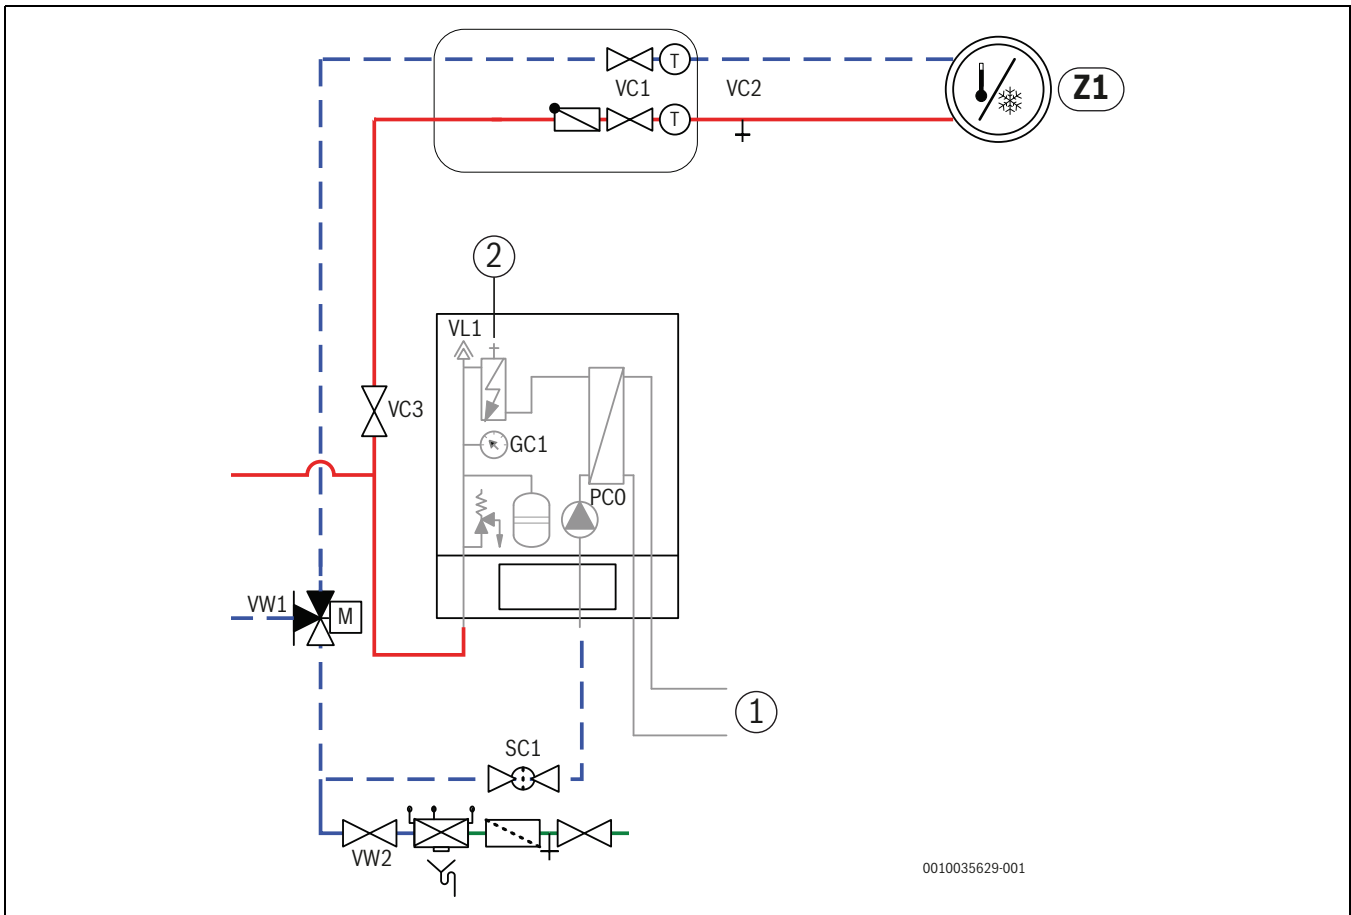 T
VC1
VC2
Z1
T
2
VL1
VC3
GC1
PC0
VW1
M
1
SC1
VW2
0010035629-001